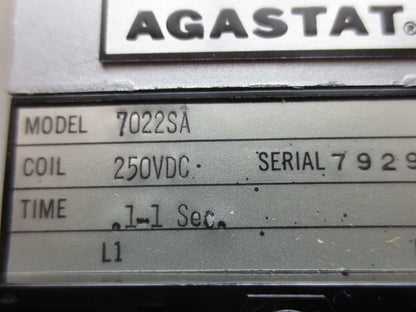 AGASTAT®
MODEL 7022SA
COIL 250VDC. SERIAL 7929
TIME .1-1 Sec.
L1